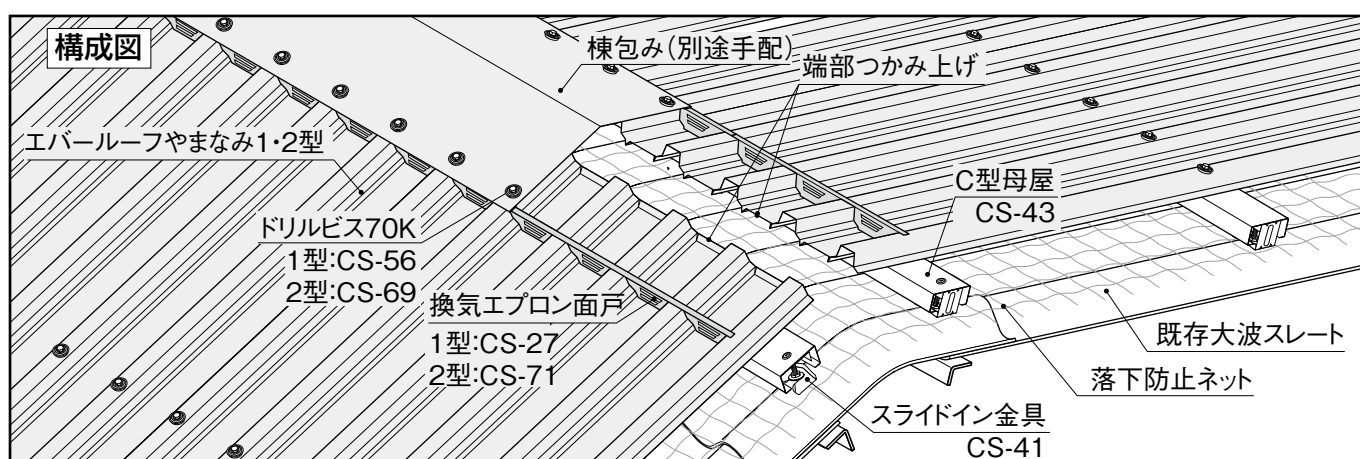 構成図
棟包み(別途手配)
端部つかみ上げ
エバールーフやまなみ1・2型
C型母屋
CS-43
ドリルビス70K
1型:CS-56
2型:CS-69
換気エプロン面戸
1型:CS-27
2型:CS-71
既存大波スレート
落下防止ネット
スライドイン金具
CS-41